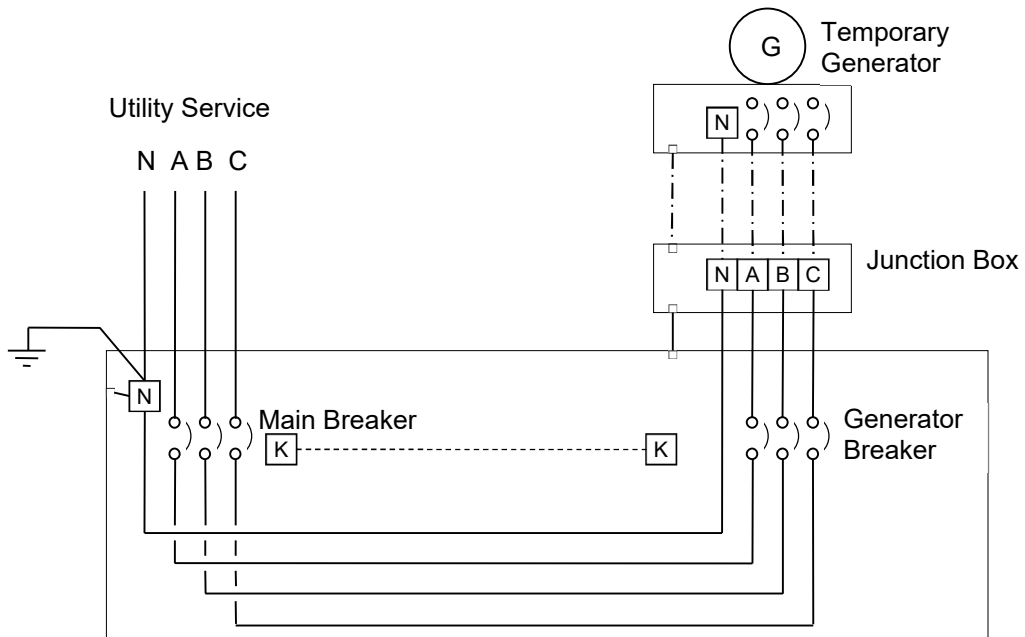 G
Temporary
Generator
Utility Service
N
N A B C
Junction Box
N A B C
N
Main Breaker
Generator
Breaker
K
K